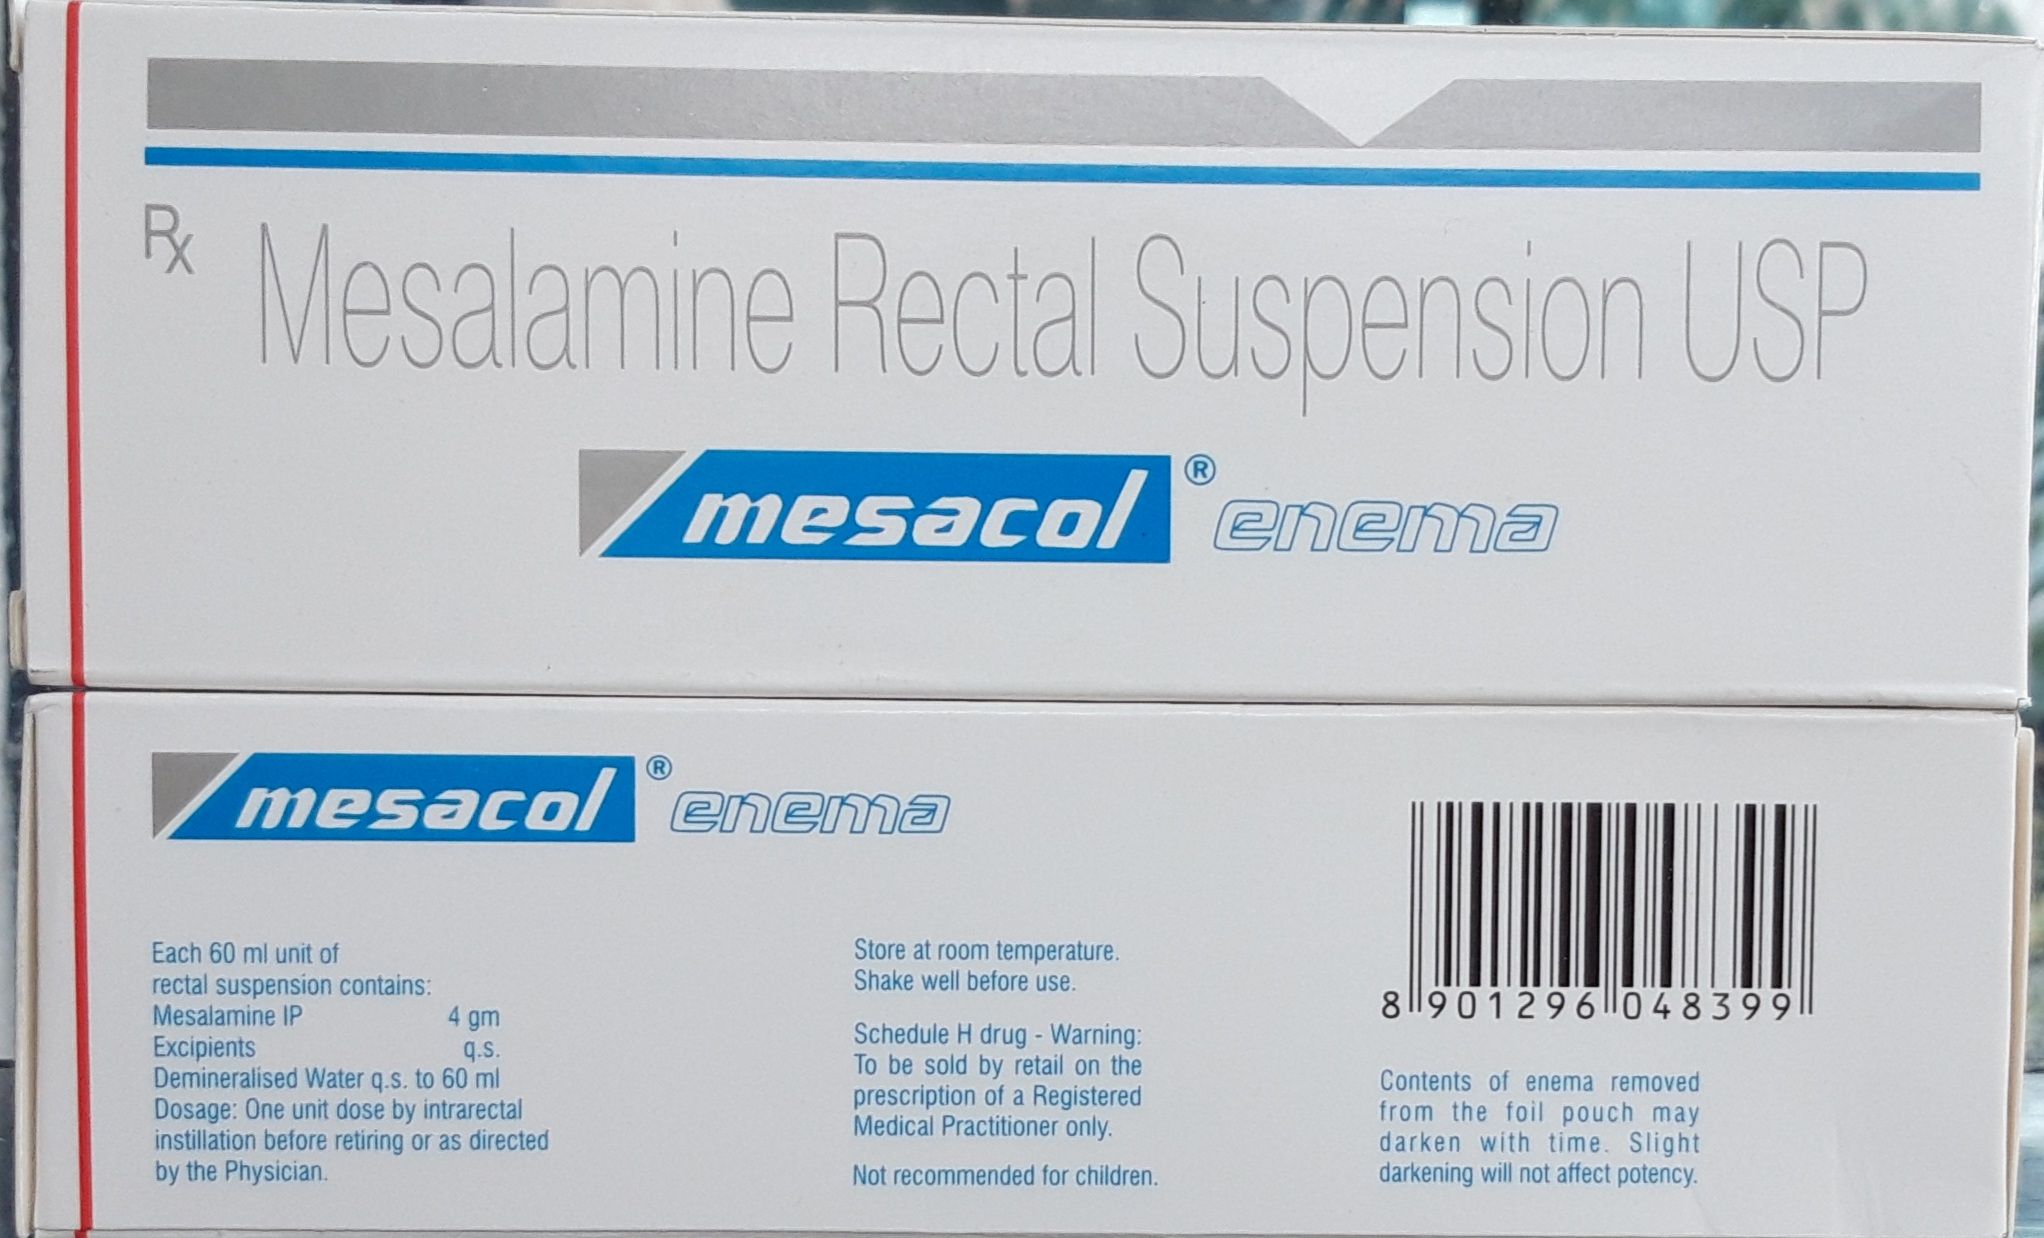 Rx Mesalamine Rectal Suspension USP
mesacol® enema
mesacol® enema
Each 60 ml unit of
rectal suspension contains:
Mesalamine IP 4 gm
Excipients q.s.
Demineralised Water q.s. to 60 ml
Dosage: One unit dose by intrarectal
instillation before retiring or as directed
by the Physician.
Store at room temperature.
Shake well before use.
Schedule H drug - Warning:
To be sold by retail on the
prescription of a Registered
Medical Practitioner only.
Not recommended for children.
8 901296 048399
Contents of enema removed
from the foil pouch may
darken with time. Slight
darkening will not affect potency.